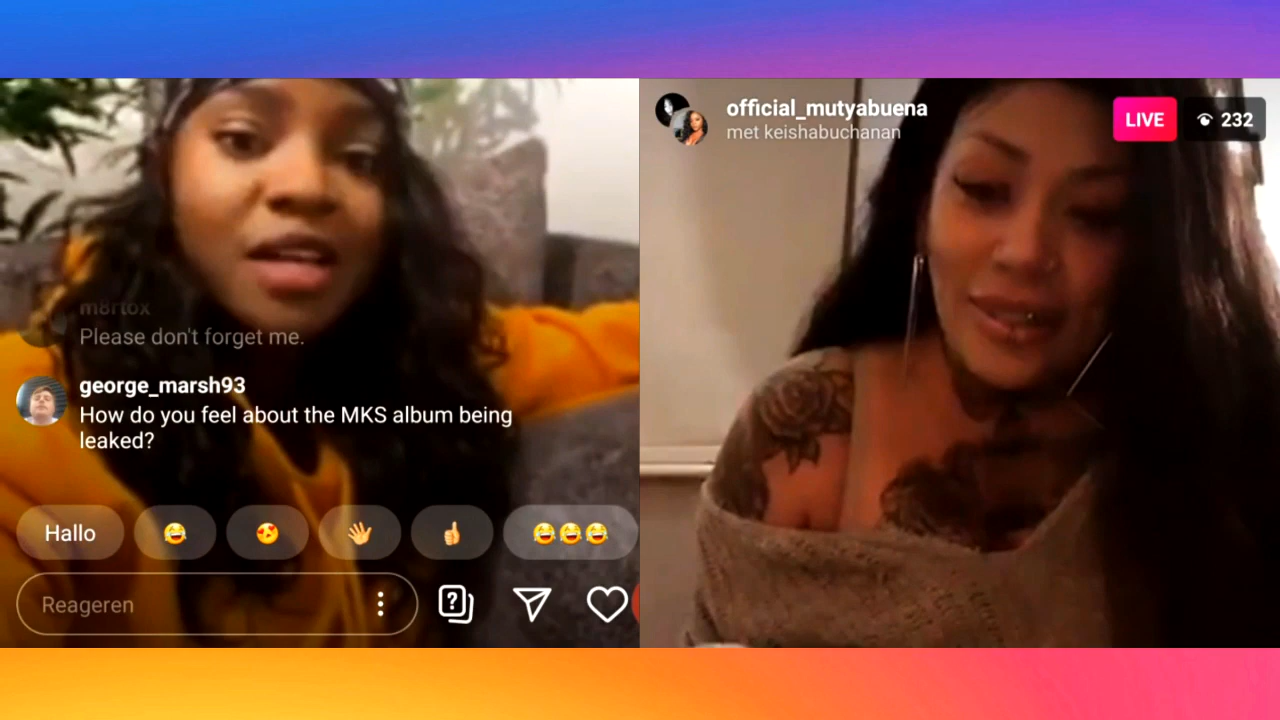 m8rtox
Please don't forget me.
george_marsh93
How do you feel about the MKS album being
leaked?
Hallo
Reageren
official_mutyabuena
met keishabuchanan
LIVE
232